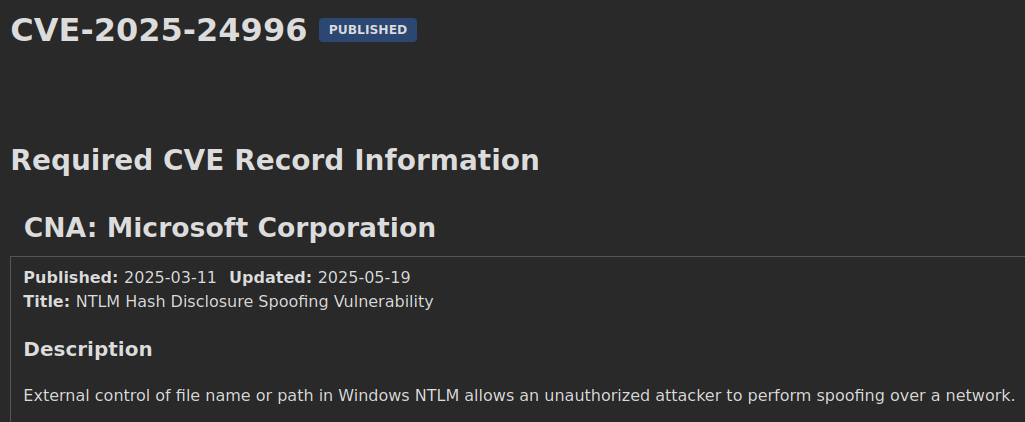 CVE-2025-24996 PUBLISHED
Required CVE Record Information
CNA: Microsoft Corporation
Published: 2025-03-11 Updated: 2025-05-19
Title: NTLM Hash Disclosure Spoofing Vulnerability
Description
External control of file name or path in Windows NTLM allows an unauthorized attacker to perform spoofing over a network.